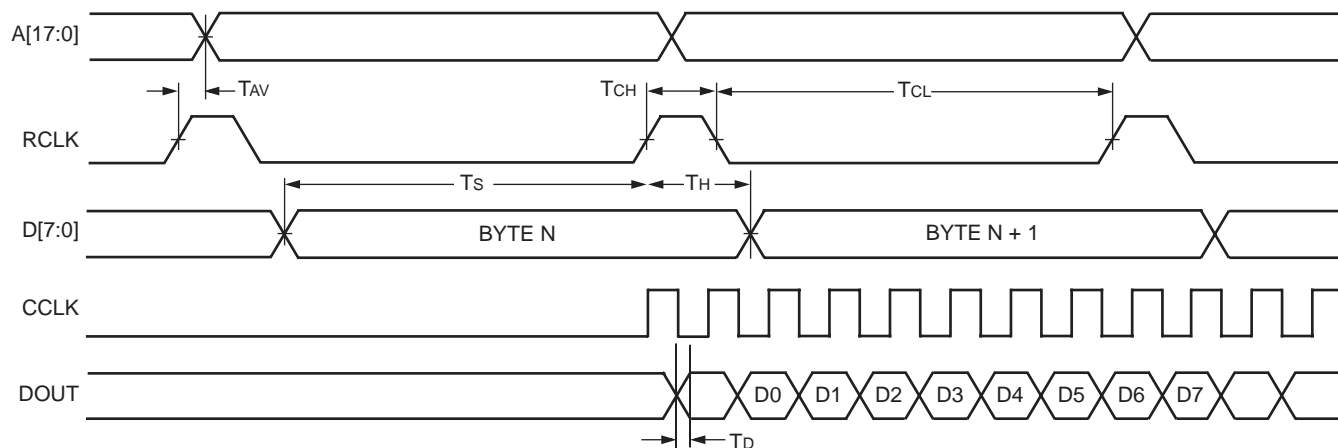 A[17:0]
TAV
TCH
TCL
RCLK
TS
TH
D[7:0]
BYTE N
BYTE N + 1
CCLK
DOUT
D0
D1
D2
D3
D4
D5
D6
D7
TD